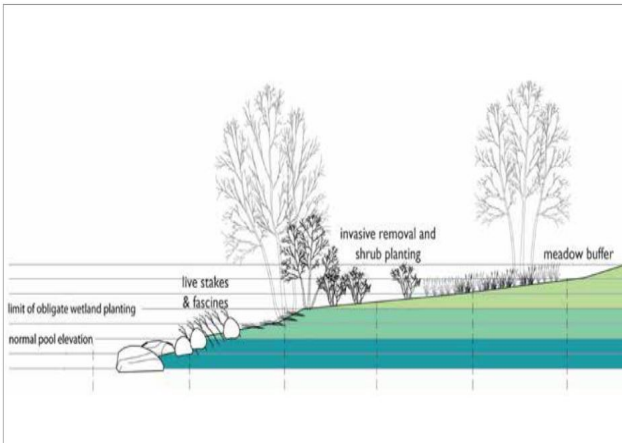 invasive removal and
shrub planting
meadow buffer
live stakes
& fascines
limit of obligate wetland planting
normal pool elevation